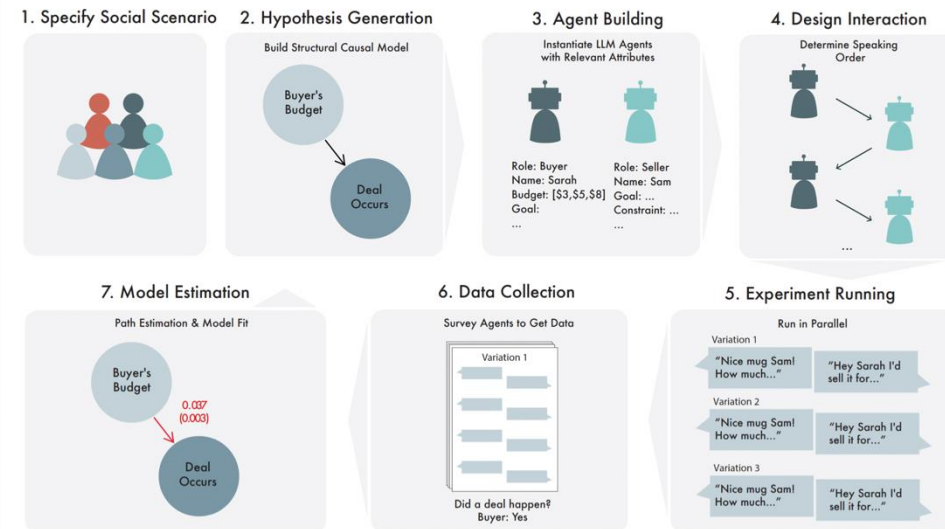 1. Specify Social Scenario
2. Hypothesis Generation
Build Structural Causal Model
Buyer's
Budget
Deal
Occurs
3. Agent Building
Instantiate LLM Agents
with Relevant Attributes
Role: Buyer
Name: Sarah
Budget: [$3,$5,$8]
Goal:
...
Role: Seller
Name: Sam
Goal: ...
Constraint: ...
...
4. Design Interaction
Determine Speaking
Order
...
5. Experiment Running
Run in Parallel
Variation 1
"Nice mug Sam!
How much..."
"Hey Sarah I'd
sell it for..."
Variation 2
"Nice mug Sam!
How much..."
"Hey Sarah I'd
sell it for..."
Variation 3
"Nice mug Sam!
How much..."
"Hey Sarah I'd
sell it for..."
6. Data Collection
Survey Agents to Get Data
Variation 1
Did a deal happen?
Buyer: Yes
7. Model Estimation
Path Estimation & Model Fit
Buyer's
Budget
0.037
(0.003)
Deal
Occurs